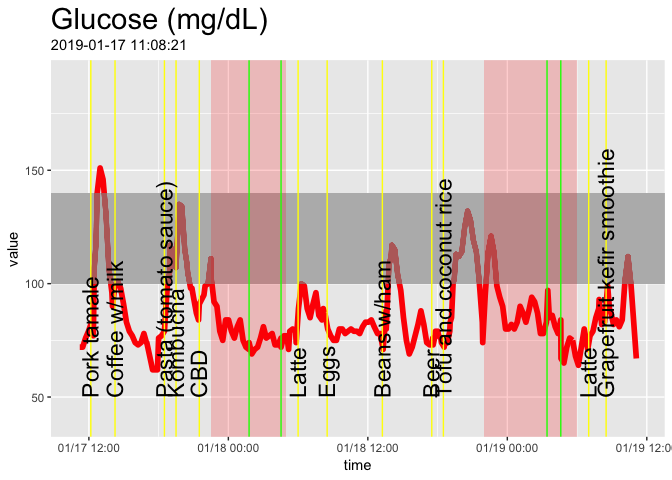 Glucose (mg/dL)
2019-01-17 11:08:21
value
150
100
50
Pork tamale
Coffee w/milk
Pasta (tomato sauce)
Kombucha
CBD
Latte
Eggs
Beans w/ham
Beer
Tofu and coconut rice
Latte
Grapefruit kefir smoothie
01/17 12:00
01/18 00:00
01/18 12:00
01/19 00:00
01/19 12:00
time